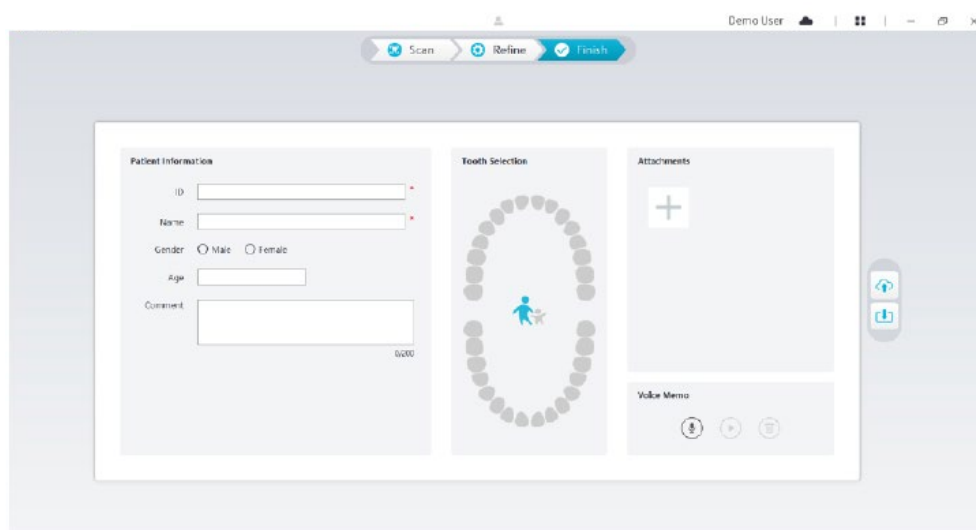 Demo User
Scan
Refine
Finish
Patient Information
ID
*
Name
*
Gender
Male
Female
Age
Comment
0/200
Tooth Selection
Attachments
Voice Memo